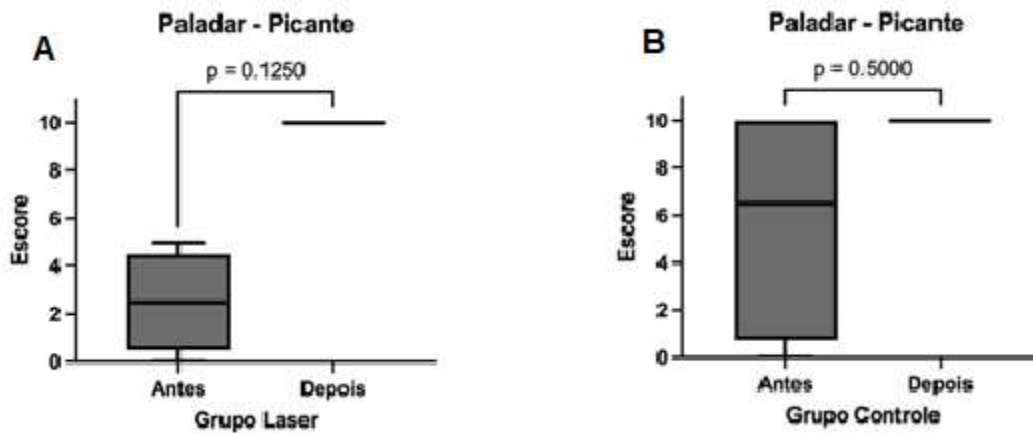 A
Paladar - Picante
p = 0.1250
10
8
6
4
2
0
Escore
Antes
Depois
Grupo Laser
B
Paladar - Picante
p = 0.5000
10
8
6
4
2
0
Escore
Antes
Depois
Grupo Controle